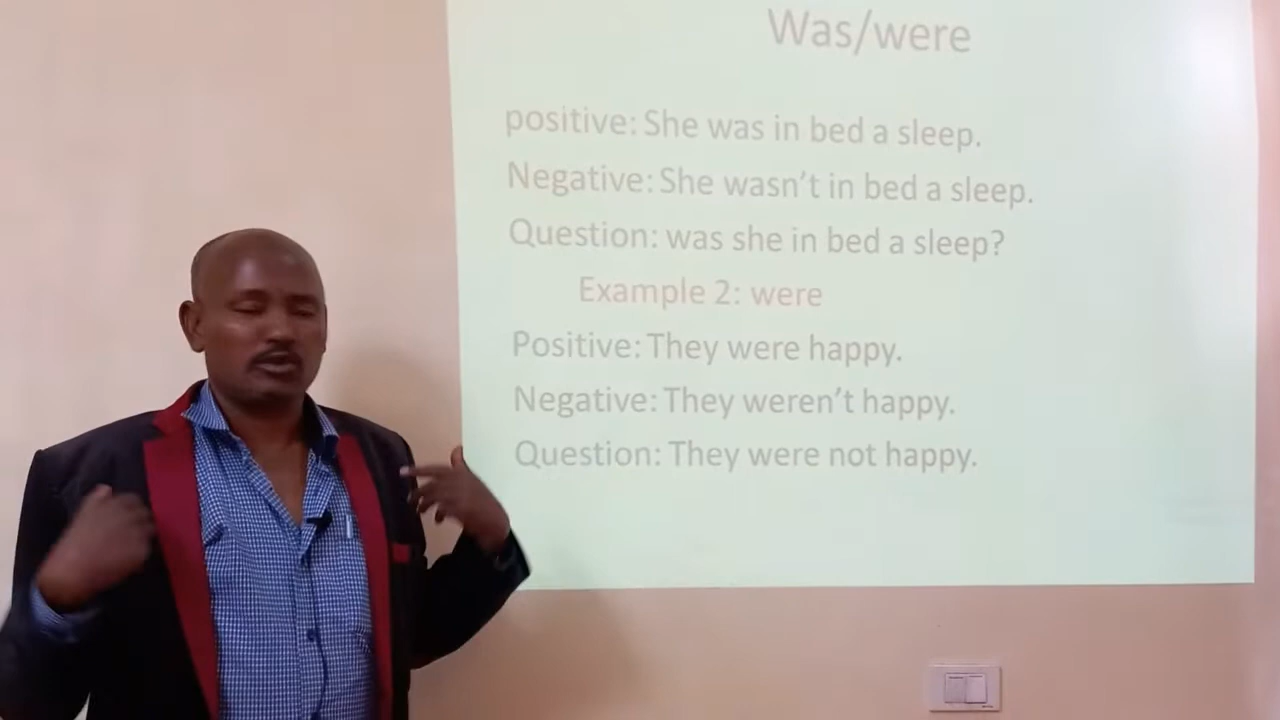 Was/were
positive: She was in bed a sleep.
Negative: She wasn't in bed a sleep.
Question: was she in bed a sleep?
Example 2: were
Positive: They were happy.
Negative: They weren't happy.
Question: They were not happy.